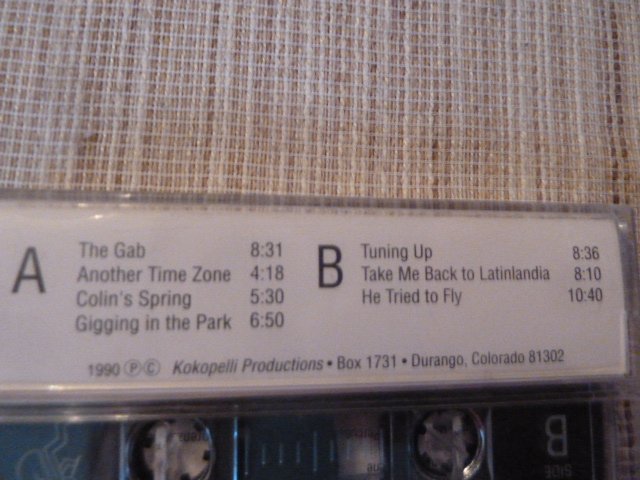 A
The Gab 8:31
Another Time Zone 4:18
Colin's Spring 5:30
Gigging in the Park 6:50
B
Tuning Up 8:36
Take Me Back to Latinlandia 8:10
He Tried to Fly 10:40
1990 ℗© Kokopelli Productions • Box 1731 • Durango, Colorado 81302
SIDE
B